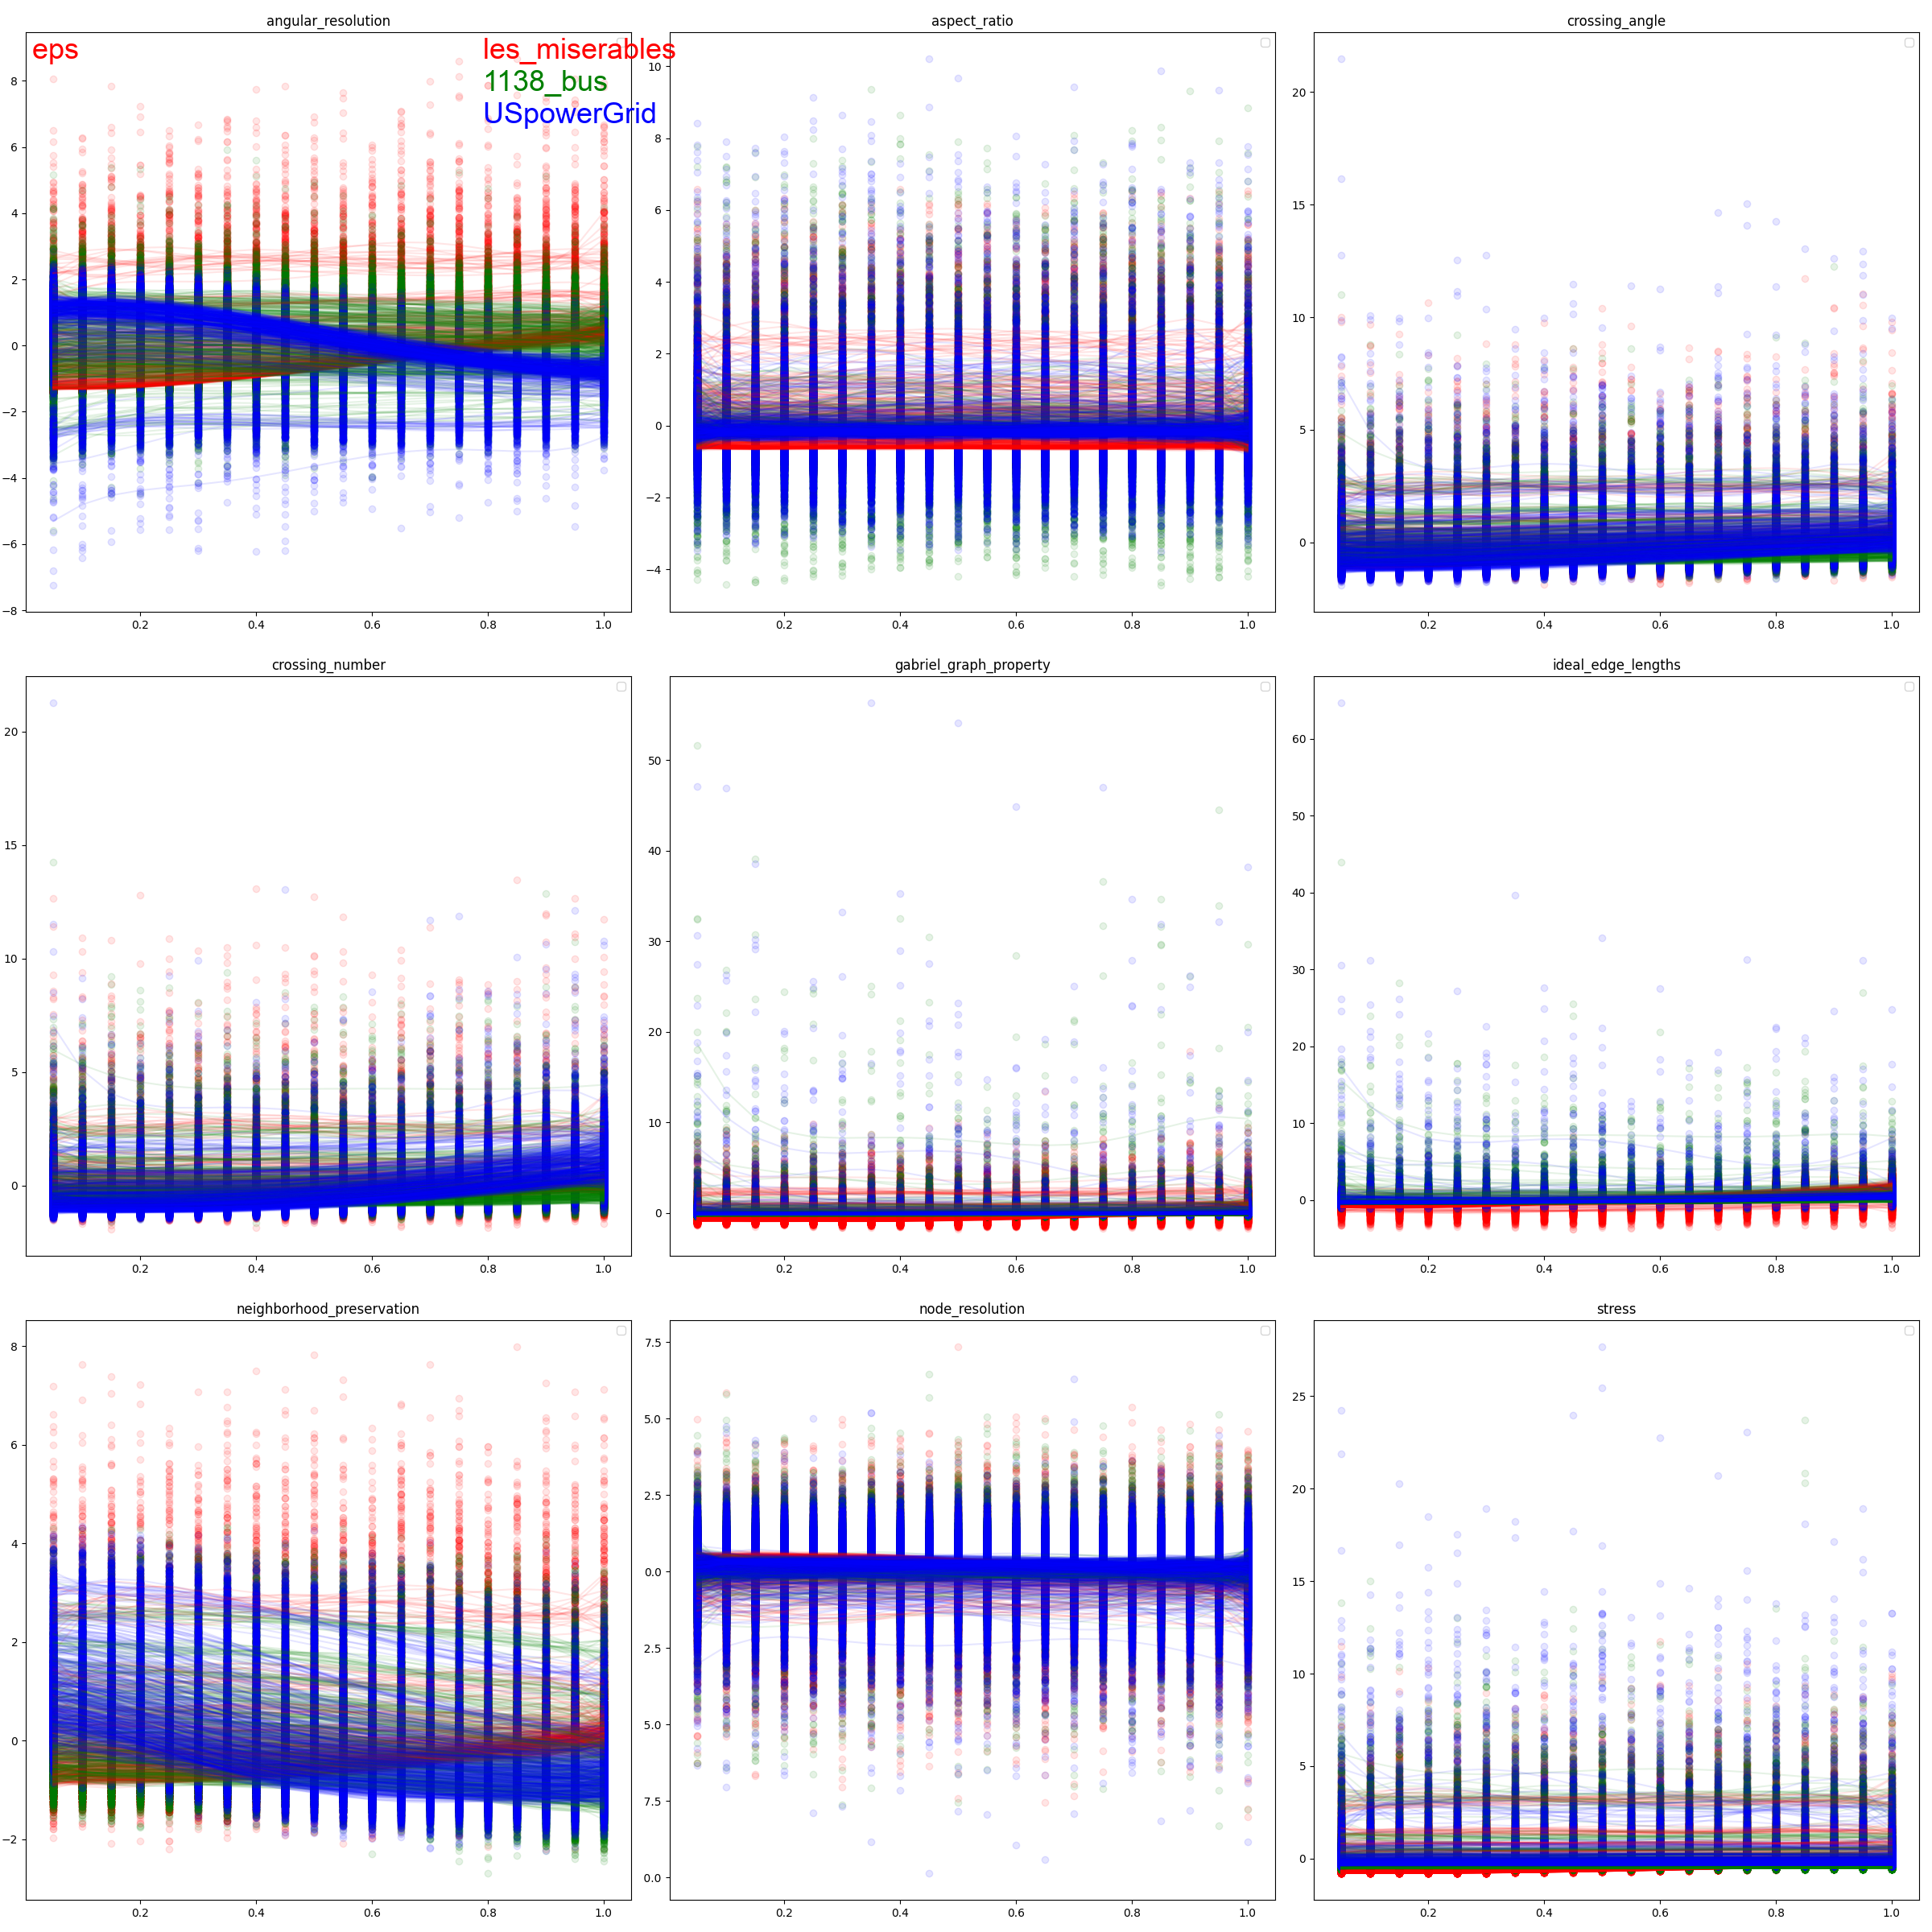 angular_resolution
aspect_ratio
crossing_angle
eps
les_miserables
1138_bus
USpowerGrid
8
6
4
2
0
−2
−4
−6
−8
0.2 0.4 0.6 0.8 1.0
10
8
6
4
2
0
−2
−4
0.2 0.4 0.6 0.8 1.0
20
15
10
5
0
0.2 0.4 0.6 0.8 1.0
crossing_number
gabriel_graph_property
ideal_edge_lengths
20
15
10
5
0
0.2 0.4 0.6 0.8 1.0
50
40
30
20
10
0
0.2 0.4 0.6 0.8 1.0
60
50
40
30
20
10
0
0.2 0.4 0.6 0.8 1.0
neighborhood_preservation
node_resolution
stress
8
6
4
2
0
−2
0.2 0.4 0.6 0.8 1.0
7.5
5.0
2.5
0.0
2.5
5.0
7.5
0.0
0.2 0.4 0.6 0.8 1.0
25
20
15
10
5
0
0.2 0.4 0.6 0.8 1.0